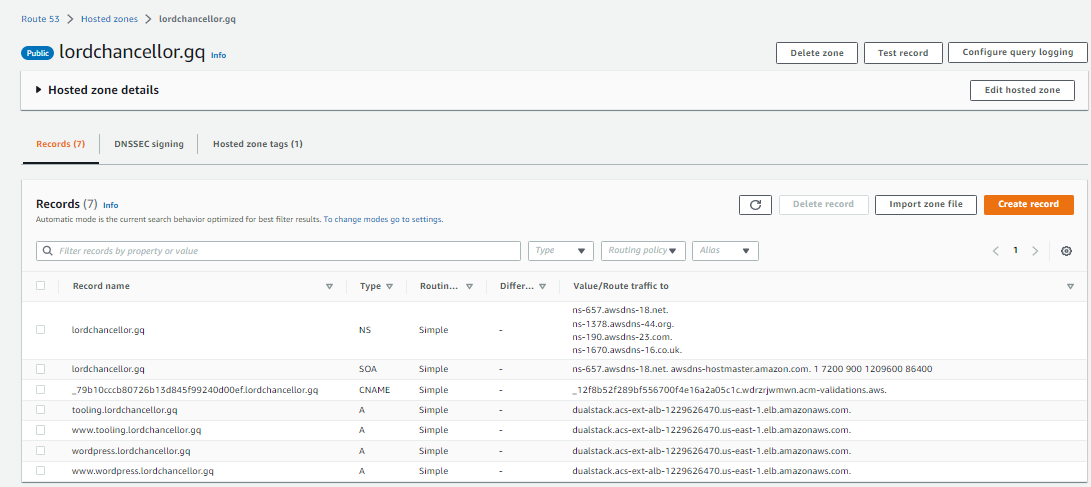 Route 53 > Hosted zones > lordchancellor.gq
Public lordchancellor.gq Info
Delete zone Test record Configure query logging
Hosted zone details
Edit hosted zone
Records (7) DNSSEC signing Hosted zone tags (1)
Records (7) Info
Automatic mode is the current search behavior optimized for best filter results. To change modes go to settings.
Delete record Import zone file Create record
Filter records by property or value Type Routing policy Alias 1
Record name Type Routin... Differ... Value/Route traffic to
lordchancellor.gq NS Simple - ns-657.awsdns-18.net.
ns-1378.awsdns-44.org.
ns-190.awsdns-23.com.
ns-1670.awsdns-16.co.uk.
lordchancellor.gq SOA Simple - ns-657.awsdns-18.net. awsdns-hostmaster.amazon.com. 1 7200 900 1209600 86400
_79b10cccb80726b13d845f99240d00ef.lordchancellor.gq CNAME Simple - _12f8b52f289bf556700f4e16a2a05c1c.wdrzrjwmwn.acm-validations.aws.
tooling.lordchancellor.gq A Simple - dualstack.acs-ext-alb-1229626470.us-east-1.elb.amazonaws.com.
www.tooling.lordchancellor.gq A Simple - dualstack.acs-ext-alb-1229626470.us-east-1.elb.amazonaws.com.
wordpress.lordchancellor.gq A Simple - dualstack.acs-ext-alb-1229626470.us-east-1.elb.amazonaws.com.
www.wordpress.lordchancellor.gq A Simple - dualstack.acs-ext-alb-1229626470.us-east-1.elb.amazonaws.com.